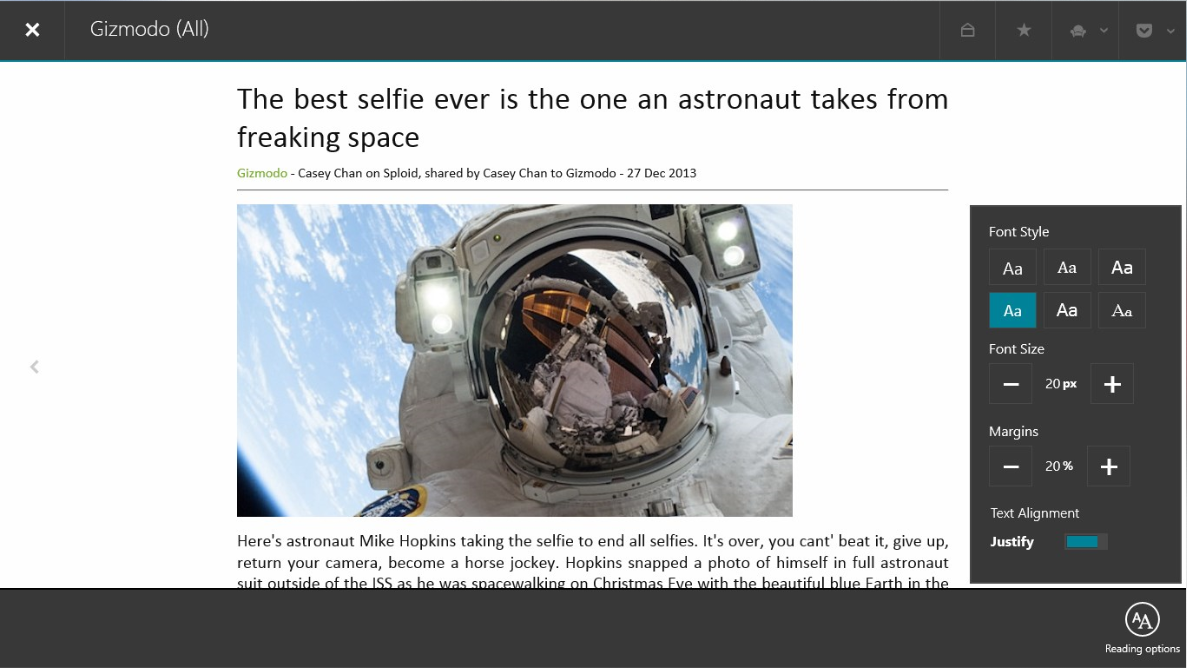 Gizmodo (All)
The best selfie ever is the one an astronaut takes from
freaking space
Gizmodo - Casey Chan on Sploid, shared by Casey Chan to Gizmodo - 27 Dec 2013
Here's astronaut Mike Hopkins taking the selfie to end all selfies. It's over, you cant' beat it, give up,
return your camera, become a horse jockey. Hopkins snapped a photo of himself in full astronaut
suit outside of the ISS as he was spacewalking on Christmas Eve with the beautiful blue Earth in the
Font Style
Aa Aa Aa
Aa Aa Aa
Font Size
− 20 px +
Margins
− 20 % +
Text Alignment
Justify
AA
Reading options